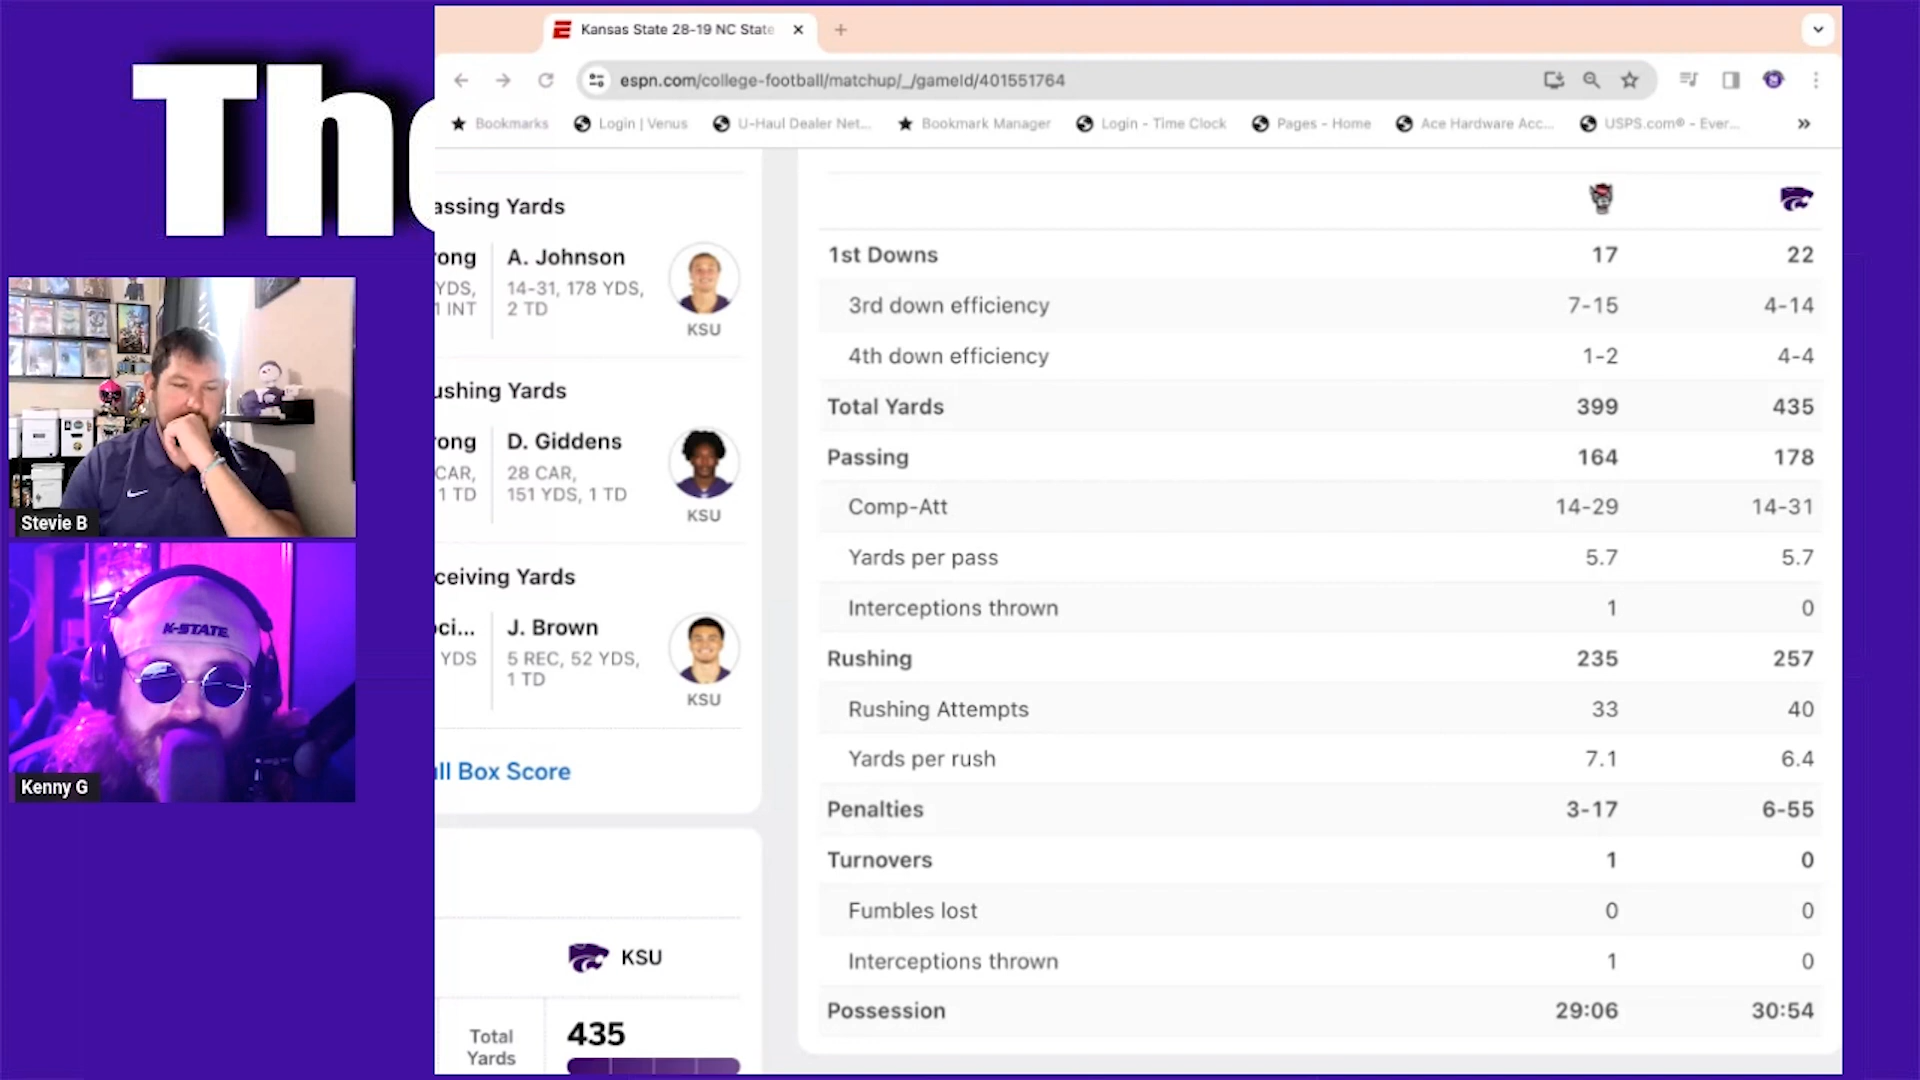 The
Kansas State 28-19 NC State
espn.com/college-football/matchup/_/gameId/401551764
Bookmarks
Login | Venus
U-Haul Dealer Net...
Bookmark Manager
Login - Time Clock
Pages - Home
Ace Hardware Acc...
USPS.com® - Ever...
»
assing Yards
rong
YDS,
1 INT
A. Johnson
14-31, 178 YDS,
2 TD
KSU
ushing Yards
rong
CAR,
1 TD
D. Giddens
28 CAR,
151 YDS, 1 TD
KSU
ceiving Yards
oci...
YDS
J. Brown
5 REC, 52 YDS,
1 TD
KSU
ull Box Score
KSU
Total
Yards
435
1st Downs 17 22
3rd down efficiency 7-15 4-14
4th down efficiency 1-2 4-4
Total Yards 399 435
Passing 164 178
Comp-Att 14-29 14-31
Yards per pass 5.7 5.7
Interceptions thrown 1 0
Rushing 235 257
Rushing Attempts 33 40
Yards per rush 7.1 6.4
Penalties 3-17 6-55
Turnovers 1 0
Fumbles lost 0 0
Interceptions thrown 1 0
Possession 29:06 30:54
Stevie B
K-STATE
Kenny G